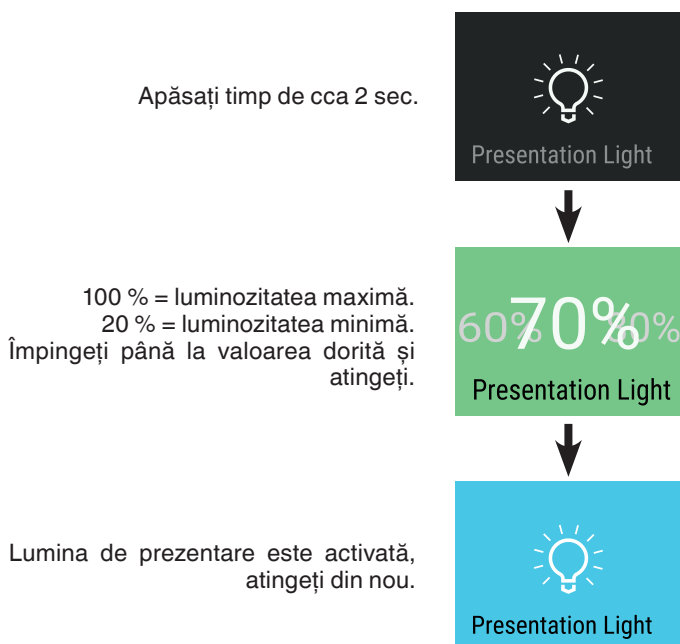 Apăsați timp de cca 2 sec.
Presentation Light
100 % = luminozitatea maximă.
20 % = luminozitatea minimă.
Împingeți până la valoarea dorită și
atingeți.
60% 70% 80%
Presentation Light
Lumina de prezentare este activată,
atingeți din nou.
Presentation Light